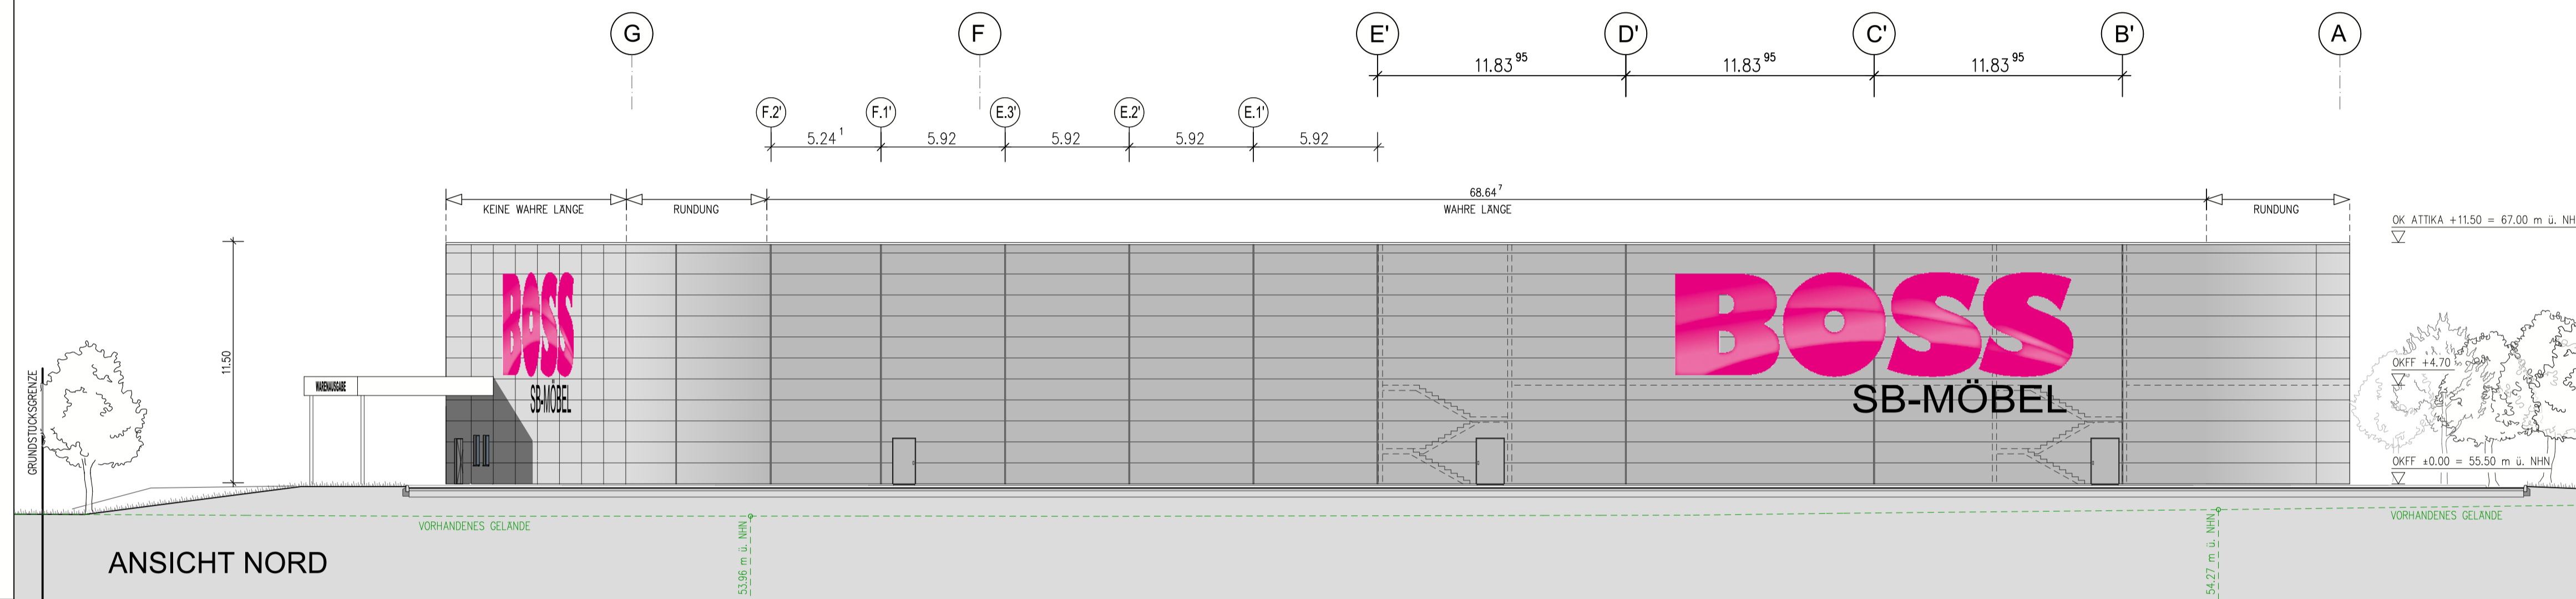 G
F
E'
D'
C'
B'
A
11.83 95
11.83 95
11.83 95
F.2'
F.1'
E.3'
E.2'
E.1'
5.24 1
5.92
5.92
5.92
5.92
68.64 7
KEINE WAHRE LÄNGE
RUNDUNG
WAHRE LÄNGE
RUNDUNG
OK ATTIKA +11.50 = 67.00 m ü. NH
11.50
BOSS
SB-MÖBEL
BOSS
SB-MÖBEL
OKFF +4.70
WARENAUSGABE
GRUNDSTÜCKSGRENZE
OKFF ±0.00 = 55.50 m ü. NHN
VORHANDENES GELÄNDE
VORHANDENES GELÄNDE
53.96 m ü. NHN
54.27 m ü. NHN
ANSICHT NORD